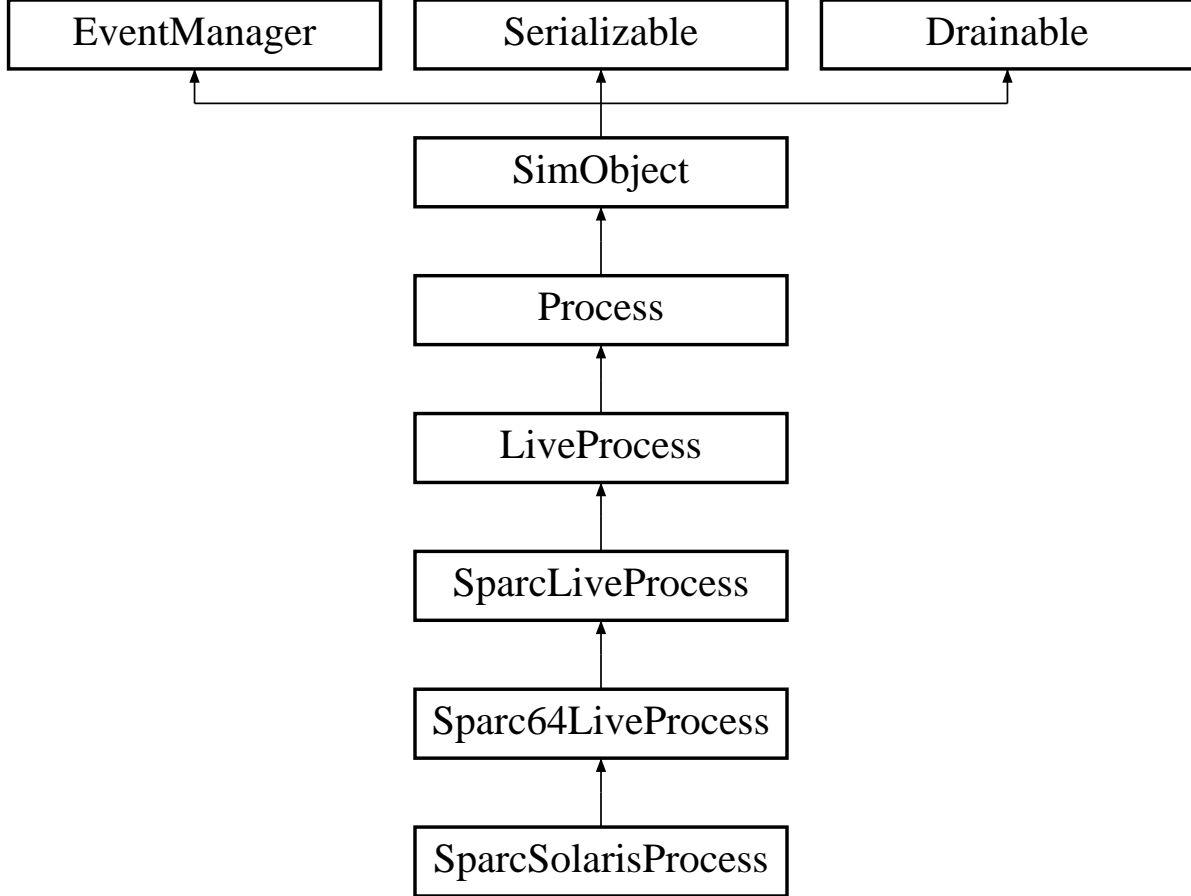 EventManager
Serializable
Drainable
SimObject
Process
LiveProcess
SparcLiveProcess
Sparc64LiveProcess
SparcSolarisProcess